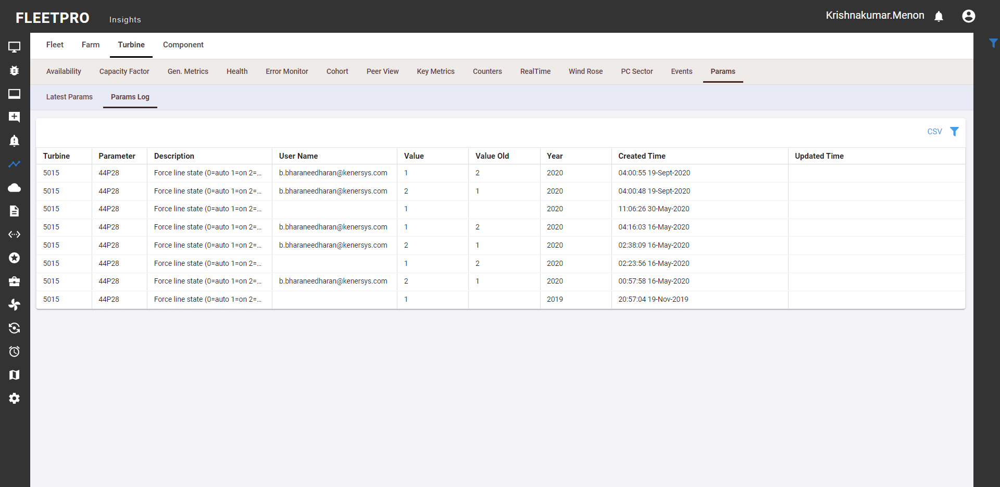 FLEETPRO Insights Krishnakumar.Menon
Fleet Farm Turbine Component
Availability Capacity Factor Gen. Metrics Health Error Monitor Cohort Peer View Key Metrics Counters RealTime Wind Rose PC Sector Events Params
Latest Params Params Log
CSV
Turbine Parameter Description User Name Value Value Old Year Created Time Updated Time
5015 44P28 Force line state (0=auto 1=on 2=... b.bharaneedharan@kenersys.com 1 2 2020 04:00:55 19-Sept-2020
5015 44P28 Force line state (0=auto 1=on 2=... b.bharaneedharan@kenersys.com 2 1 2020 04:00:48 19-Sept-2020
5015 44P28 Force line state (0=auto 1=on 2=... 1 2020 11:06:26 30-May-2020
5015 44P28 Force line state (0=auto 1=on 2=... b.bharaneedharan@kenersys.com 1 2 2020 04:16:03 16-May-2020
5015 44P28 Force line state (0=auto 1=on 2=... b.bharaneedharan@kenersys.com 2 1 2020 02:38:09 16-May-2020
5015 44P28 Force line state (0=auto 1=on 2=... 1 2 2020 02:23:56 16-May-2020
5015 44P28 Force line state (0=auto 1=on 2=... b.bharaneedharan@kenersys.com 2 1 2020 00:57:58 16-May-2020
5015 44P28 Force line state (0=auto 1=on 2=... 1 2019 20:57:04 19-Nov-2019